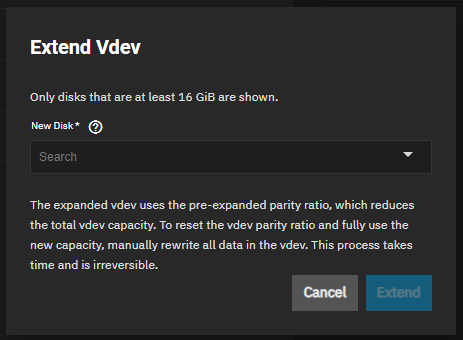 Extend Vdev
Only disks that are at least 16 GiB are shown.
New Disk * ?
Search
The expanded vdev uses the pre-expanded parity ratio, which reduces
the total vdev capacity. To reset the vdev parity ratio and fully use the
new capacity, manually rewrite all data in the vdev. This process takes
time and is irreversible.
Cancel Extend